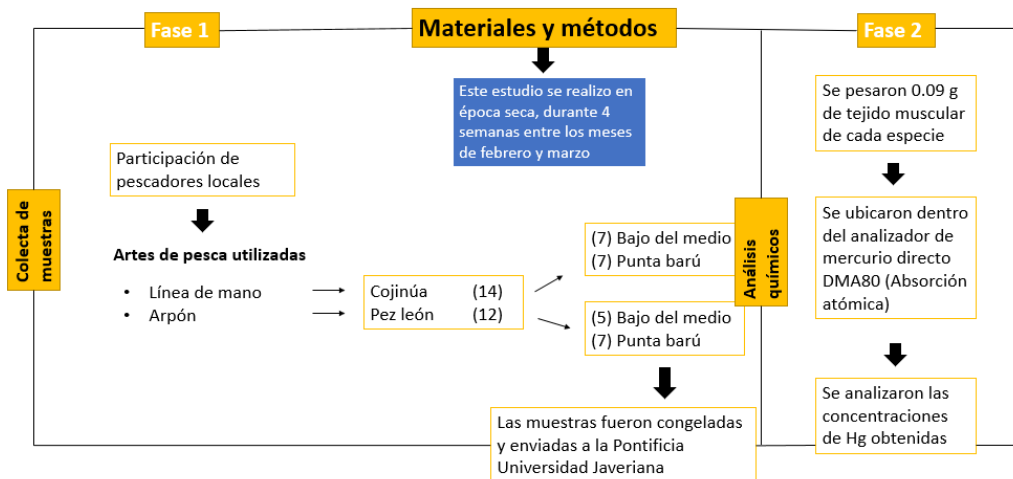 Fase 1
Materiales y métodos
Fase 2
Este estudio se realizo en
época seca, durante 4
semanas entre los meses
de febrero y marzo
Colecta de
muestras
Participación de
pescadores locales
Artes de pesca utilizadas
• Línea de mano
• Arpón
Cojinúa (14)
Pez león (12)
(7) Bajo del medio
(7) Punta barú
(5) Bajo del medio
(7) Punta barú
Las muestras fueron congeladas
y enviadas a la Pontificia
Universidad Javeriana
Análisis
químicos
Se pesaron 0.09 g
de tejido muscular
de cada especie
Se ubicaron dentro
del analizador de
mercurio directo
DMA80 (Absorción
atómica)
Se analizaron las
concentraciones
de Hg obtenidas